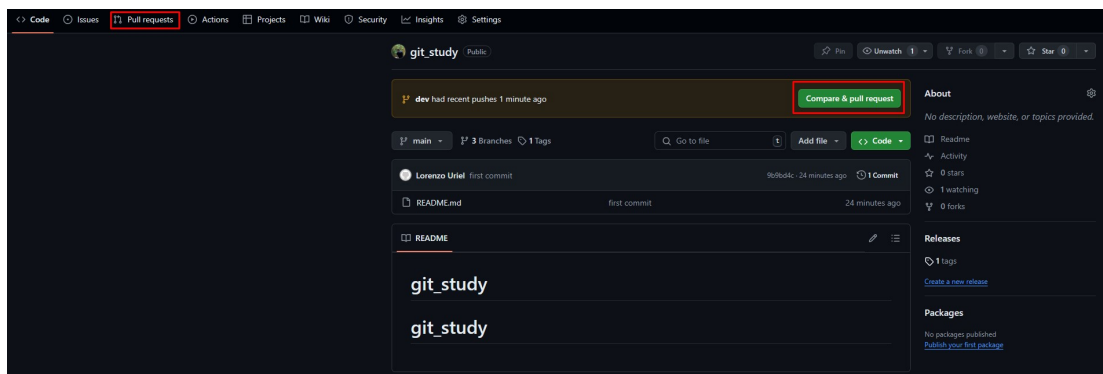 Code Issues Pull requests Actions Projects Wiki Security Insights Settings
git_study Public Pin Unwatch 1 Fork 0 Star 0
dev had recent pushes 1 minute ago Compare & pull request
main 3 Branches 1 Tags Go to file t Add file Code
Lorenzo Uriel first commit 9b9bd4c · 24 minutes ago 1 Commit
README.md first commit 24 minutes ago
README
git_study
git_study
About
No description, website, or topics provided.
Readme
Activity
0 stars
1 watching
0 forks
Releases
1 tags
Create a new release
Packages
No packages published
Publish your first package